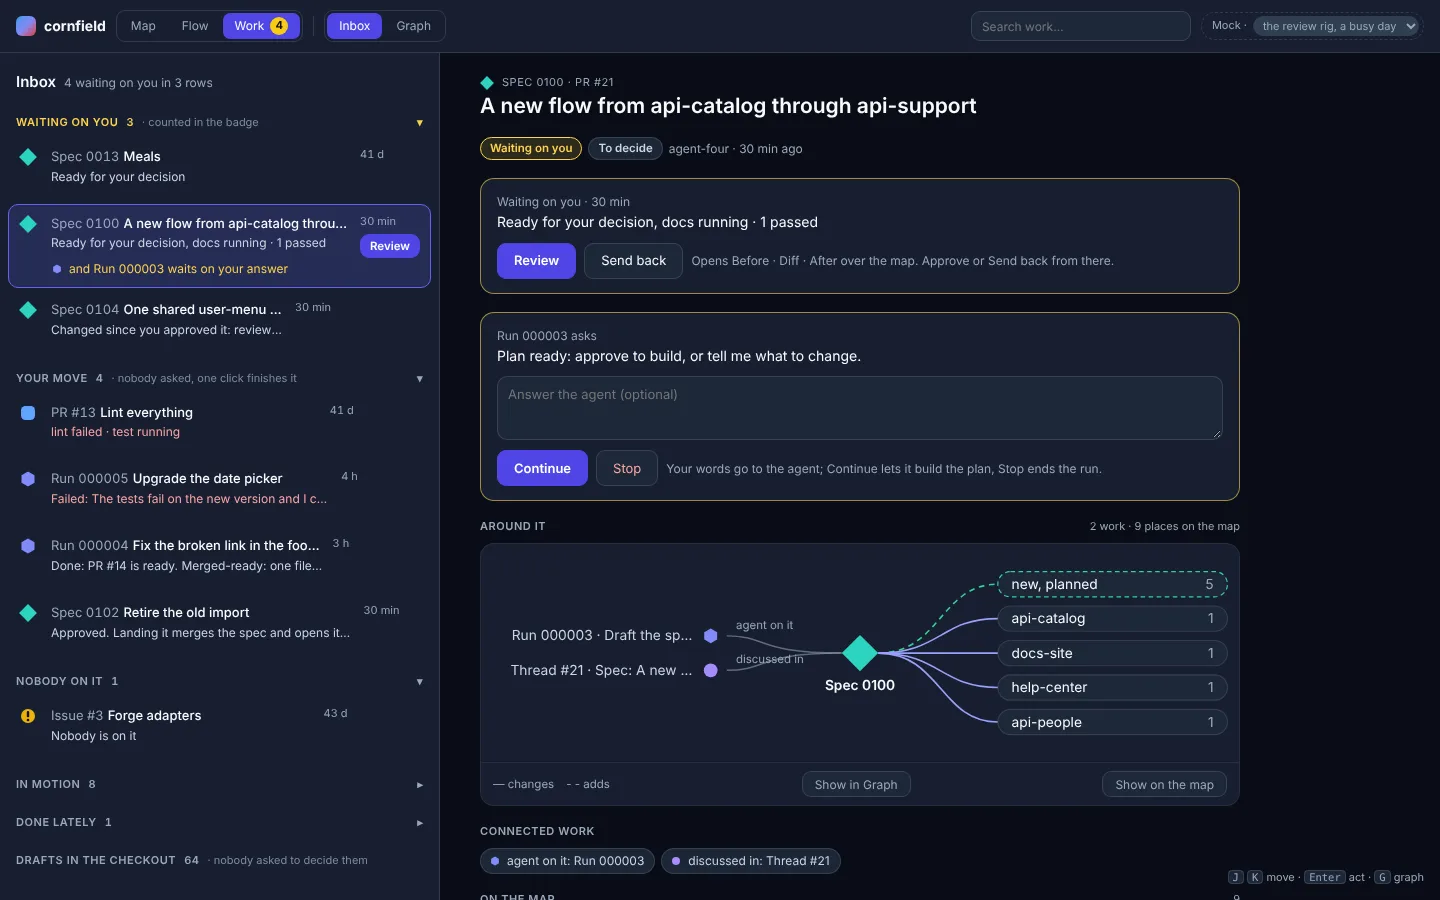 cornfield
Map
Flow
Work 4
Inbox
Graph
Search work...
Mock · the review rig, a busy day
Inbox 4 waiting on you in 3 rows
WAITING ON YOU 3 · counted in the badge
Spec 0013 Meals 41 d
Ready for your decision
Spec 0100 A new flow from api-catalog throu... 30 min
Ready for your decision, docs running · 1 passed
Review
and Run 000003 waits on your answer
Spec 0104 One shared user-menu ... 30 min
Changed since you approved it: review...
YOUR MOVE 4 · nobody asked, one click finishes it
PR #13 Lint everything 41 d
lint failed · test running
Run 000005 Upgrade the date picker 4 h
Failed: The tests fail on the new version and I c...
Run 000004 Fix the broken link in the foo... 3 h
Done: PR #14 is ready. Merged-ready: one file...
Spec 0102 Retire the old import 30 min
Approved. Landing it merges the spec and opens it...
NOBODY ON IT 1
Issue #3 Forge adapters 43 d
Nobody is on it
IN MOTION 8
DONE LATELY 1
DRAFTS IN THE CHECKOUT 64 · nobody asked to decide them
SPEC 0100 · PR #21
A new flow from api-catalog through api-support
Waiting on you To decide agent-four · 30 min ago
Waiting on you · 30 min
Ready for your decision, docs running · 1 passed
Review Send back Opens Before · Diff · After over the map. Approve or Send back from there.
Run 000003 asks
Plan ready: approve to build, or tell me what to change.
Answer the agent (optional)
Continue Stop Your words go to the agent; Continue lets it build the plan, Stop ends the run.
AROUND IT 2 work · 9 places on the map
Run 000003 · Draft the sp...
agent on it
Thread #21 · Spec: A new ...
discussed in
Spec 0100
new, planned 5
api-catalog 1
docs-site 1
help-center 1
api-people 1
— changes - - adds
Show in Graph
Show on the map
CONNECTED WORK
agent on it: Run 000003
discussed in: Thread #21
J K move · Enter act · G graph
ON THE MAP 9